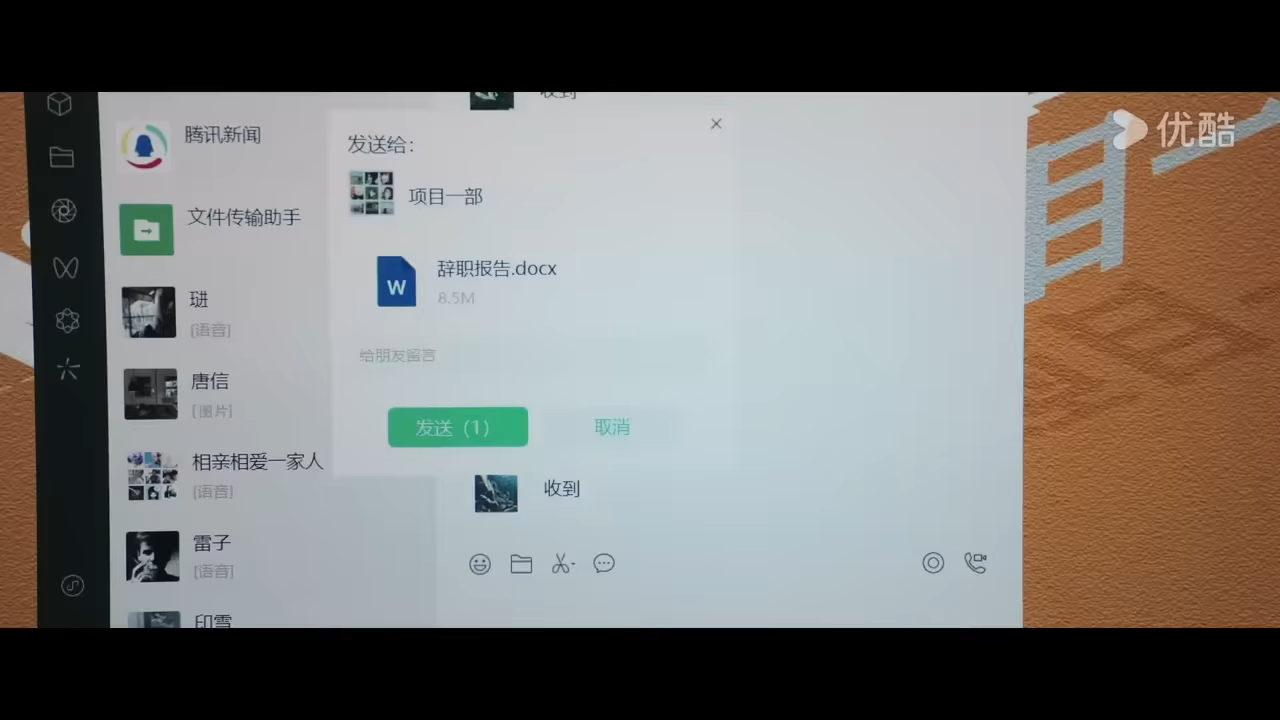 收到
优酷
腾讯新闻
文件传输助手
琎
[语音]
唐信
[图片]
相亲相爱一家人
[语音]
雷子
[语音]
印雪
发送给:
项目一部
W
辞职报告.docx
8.5M
给朋友留言
发送（1）
取消
收到